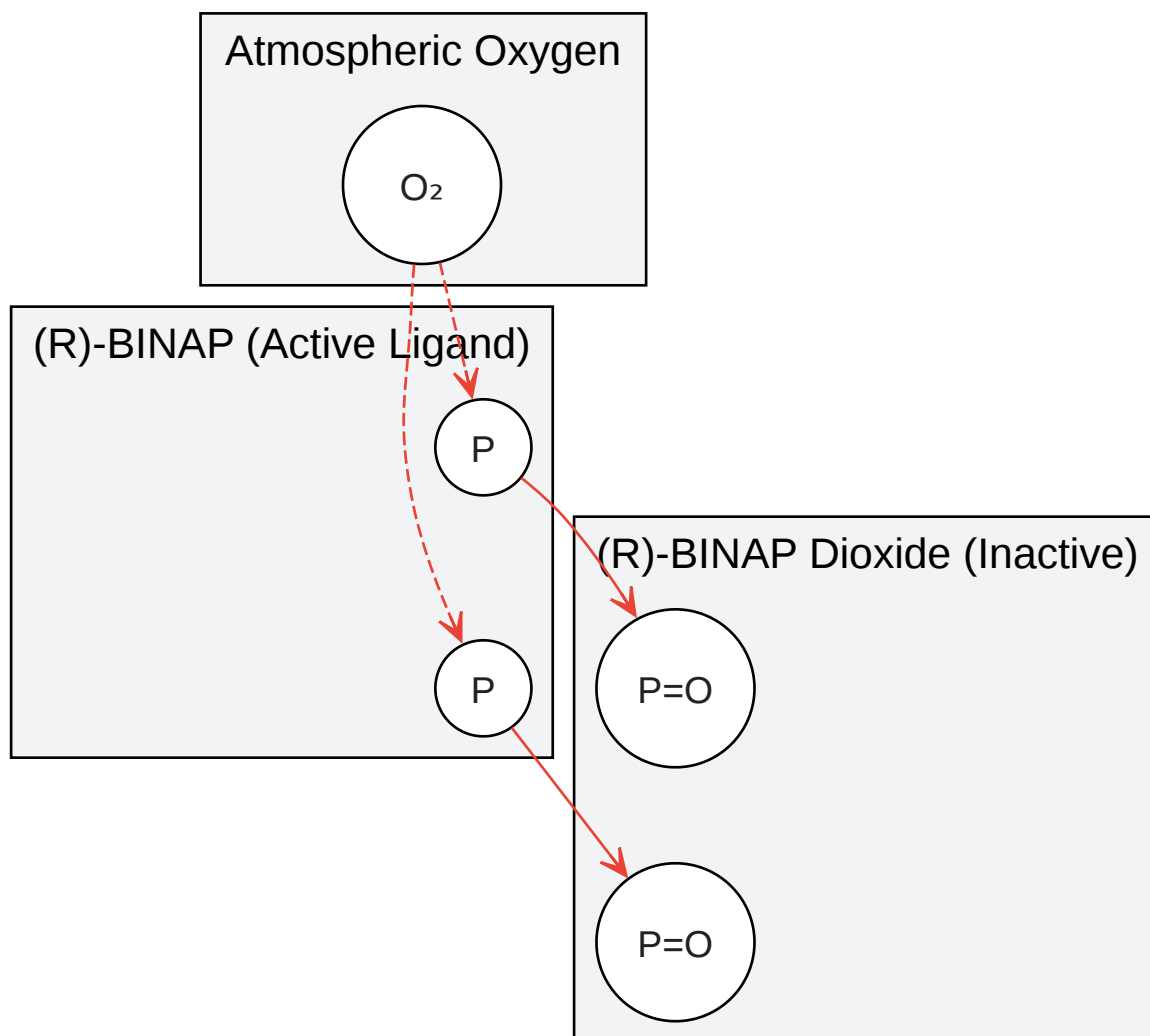 Atmospheric Oxygen
O₂
(R)-BINAP (Active Ligand)
P
(R)-BINAP Dioxide (Inactive)
P
P=O
P=O